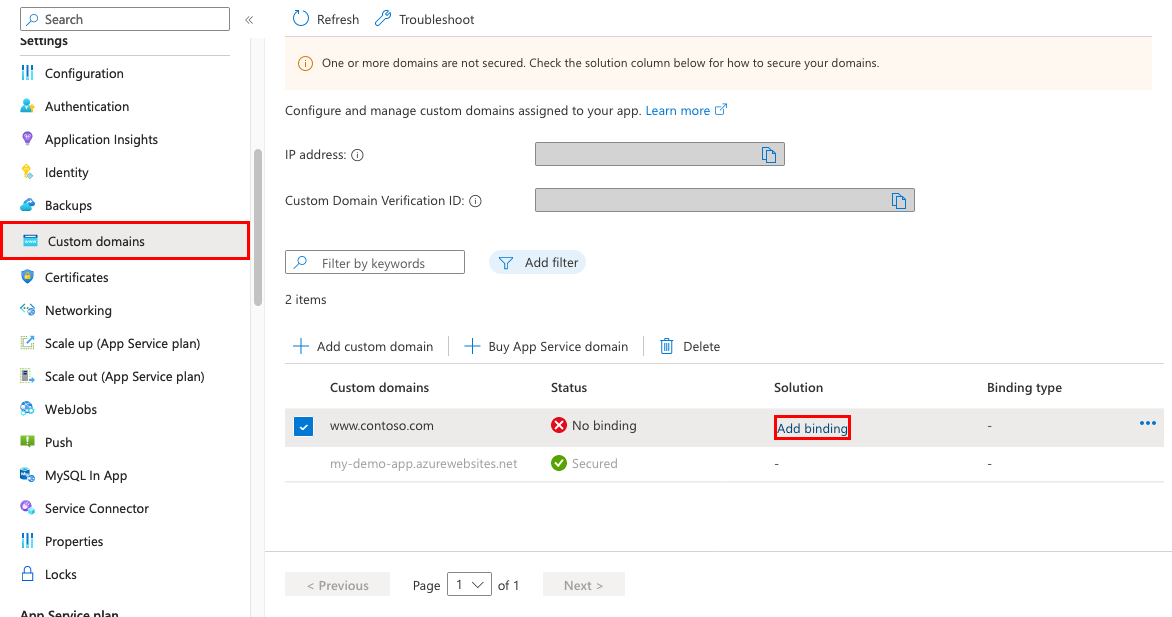 Search
«
Settings
Configuration
Authentication
Application Insights
Identity
Backups
Custom domains
Certificates
Networking
Scale up (App Service plan)
Scale out (App Service plan)
WebJobs
Push
MySQL In App
Service Connector
Properties
Locks
App Service plan
Refresh Troubleshoot
One or more domains are not secured. Check the solution column below for how to secure your domains.
Configure and manage custom domains assigned to your app. Learn more
IP address:
Custom Domain Verification ID:
Filter by keywords Add filter
2 items
Add custom domain Buy App Service domain Delete
Custom domains Status Solution Binding type
www.contoso.com No binding Add binding - •••
my-demo-app.azurewebsites.net Secured - -
< Previous Page 1 of 1 Next >